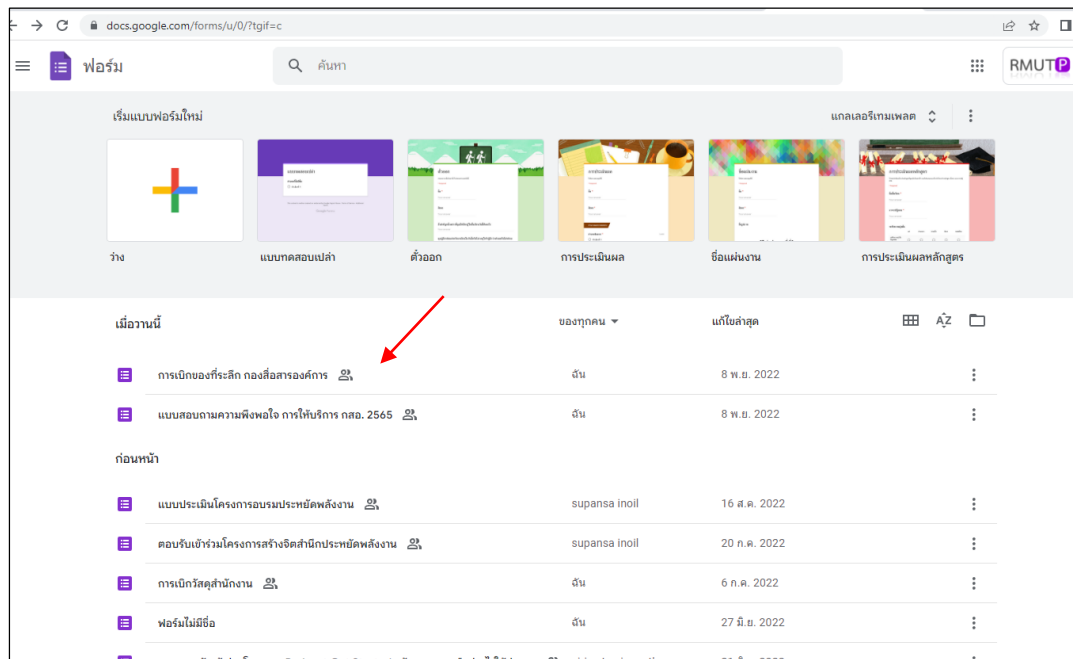 docs.google.com/forms/u/0/?tgif=c
ฟอร์ม
ค้นหา
RMUTP
เริ่มแบบฟอร์มใหม่
แกลเลอรีเทมเพลต
ว่าง
แบบทดสอบเปล่า
ตั๋วออก
การประเมินผล
ใบลงทะเบียน
การประเมินผลหลักสูตร
ชื่อแผ่นงาน
เมื่อวานนี้ ของทุกคน แก้ไขล่าสุด
การเบิกของที่ระลึก กองสื่อสารองค์การ ฉัน 8 พ.ย. 2022
แบบสอบถามความพึงพอใจ การให้บริการ กสอ. 2565 ฉัน 8 พ.ย. 2022
ก่อนหน้า
แบบประเมินโครงการอบรมประหยัดพลังงาน supansa inoil 16 ส.ค. 2022
ตอบรับเข้าร่วมโครงการสร้างจิตสำนึกประหยัดพลังงาน supansa inoil 20 ก.ค. 2022
การเบิกวัสดุสำนักงาน ฉัน 6 ก.ค. 2022
ฟอร์มไม่มีชื่อ ฉัน 27 มิ.ย. 2022